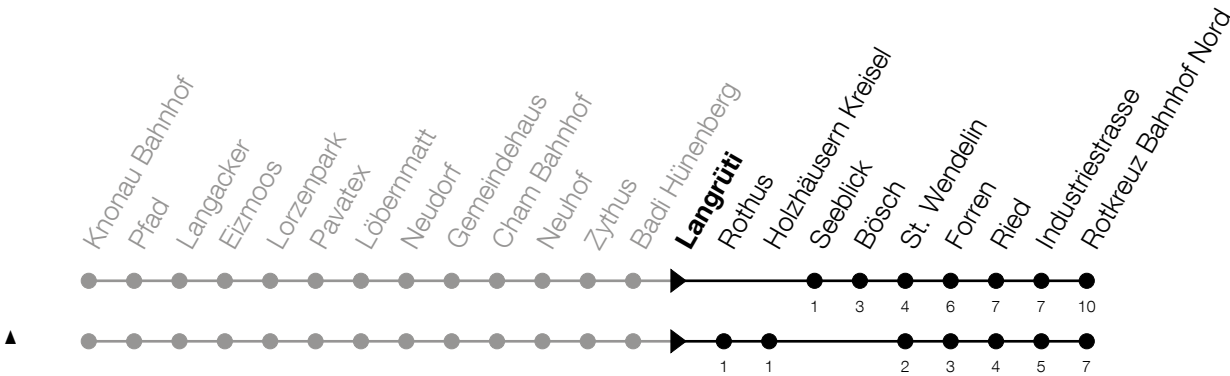 Knonau Bahnhof
Pfad
Langacker
Eizmoos
Lorzenpark
Pavatex
Löbernmatt
Neudorf
Gemeindehaus
Cham Bahnhof
Neuhof
Zythus
Badi Hünenberg
Langrüti
Rothus
Holzhäusern Kreisel
Seeblick
Bösch
St. Wendelin
Forren
Ried
Industriestrasse
Rotkreuz Bahnhof Nord
1 3 4 6 7 7 10
1 1 2 3 4 5 7